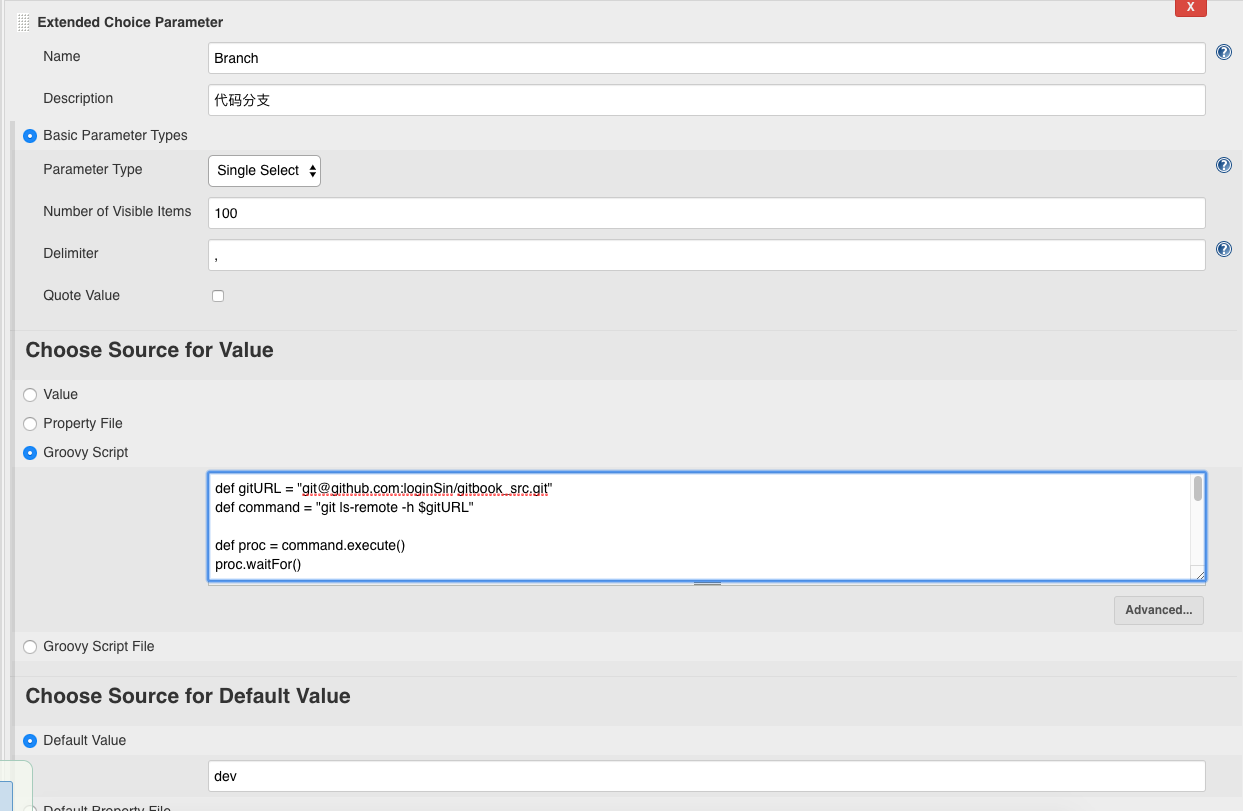 X
Extended Choice Parameter
Name
Branch
?
Description
代码分支
Basic Parameter Types
Parameter Type
Single Select
?
Number of Visible Items
100
Delimiter
,
?
Quote Value
Choose Source for Value
Value
Property File
Groovy Script
def gitURL = "git@github.com:loginSin/gitbook_src.git"
def command = "git ls-remote -h $gitURL"
def proc = command.execute()
proc.waitFor()
Advanced...
Groovy Script File
Choose Source for Default Value
Default Value
dev
Default Property File